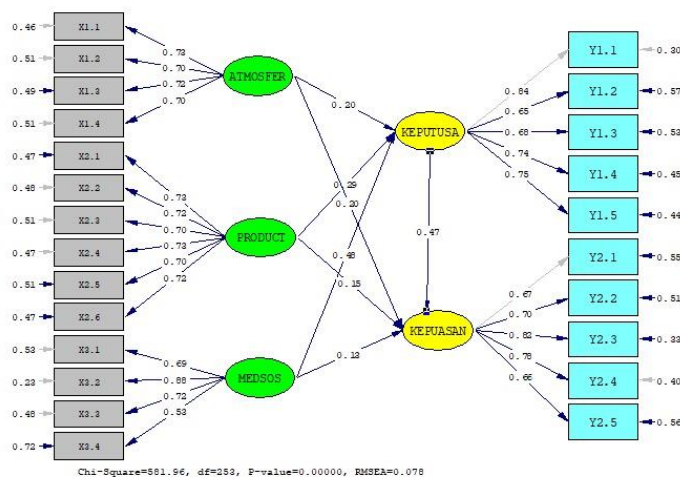 0.46 X1.1
0.51 X1.2
0.49 X1.3
0.51 X1.4
0.47 X2.1
0.48 X2.2
0.51 X2.3
0.47 X2.4
0.51 X2.5
0.47 X2.6
0.53 X3.1
0.23 X3.2
0.48 X3.3
0.72 X3.4
0.73
0.70
0.72
0.70
0.73
0.72
0.70
0.73
0.70
0.72
0.69
0.88
0.72
0.53
ATMOSFER
PRODUCT
MEDSOS
0.20
0.29
0.20
0.48
0.15
0.13
KEPUTUSA
0.47
KEPUASAN
0.84
0.65
0.68
0.74
0.75
0.67
0.70
0.82
0.78
0.66
Y1.1 0.30
Y1.2 0.57
Y1.3 0.53
Y1.4 0.45
Y1.5 0.44
Y2.1 0.55
Y2.2 0.51
Y2.3 0.33
Y2.4 0.40
Y2.5 0.56
Chi-Square=581.96, df=253, P-value=0.00000, RMSEA=0.078